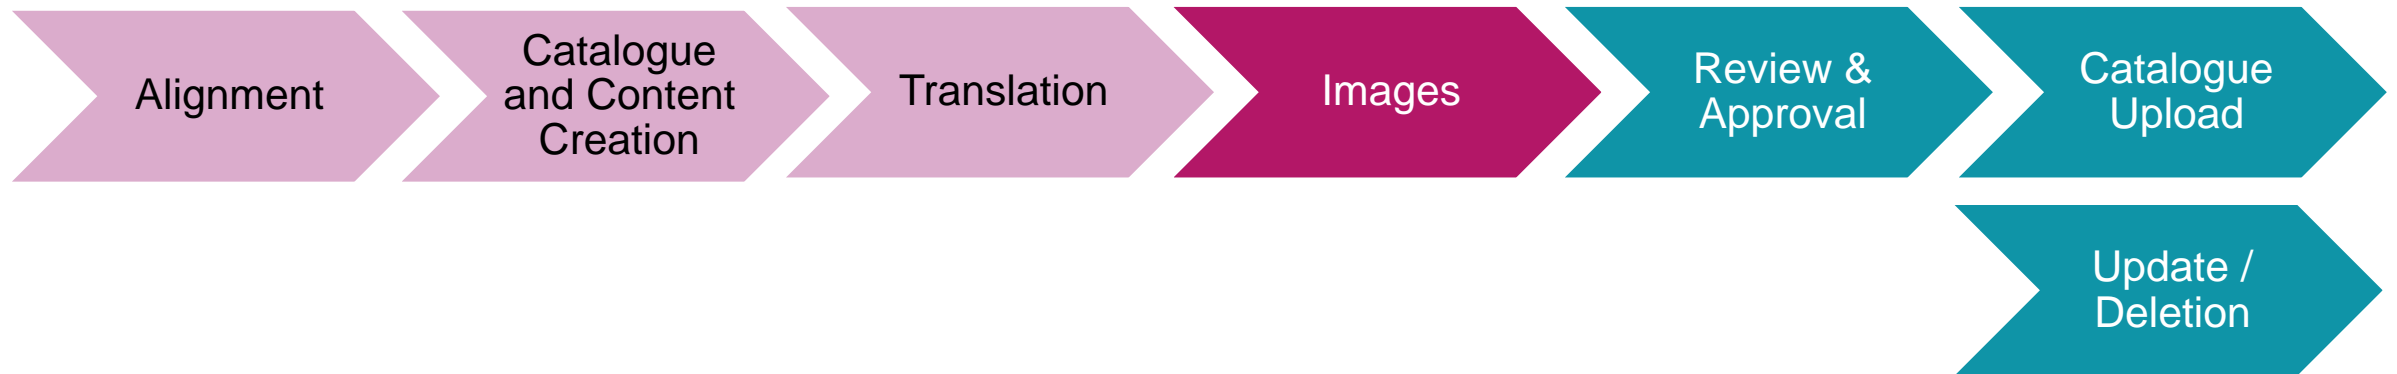 Alignment
Catalogue
and Content
Creation
Translation
Images
Review &
Approval
Catalogue
Upload
Update /
Deletion